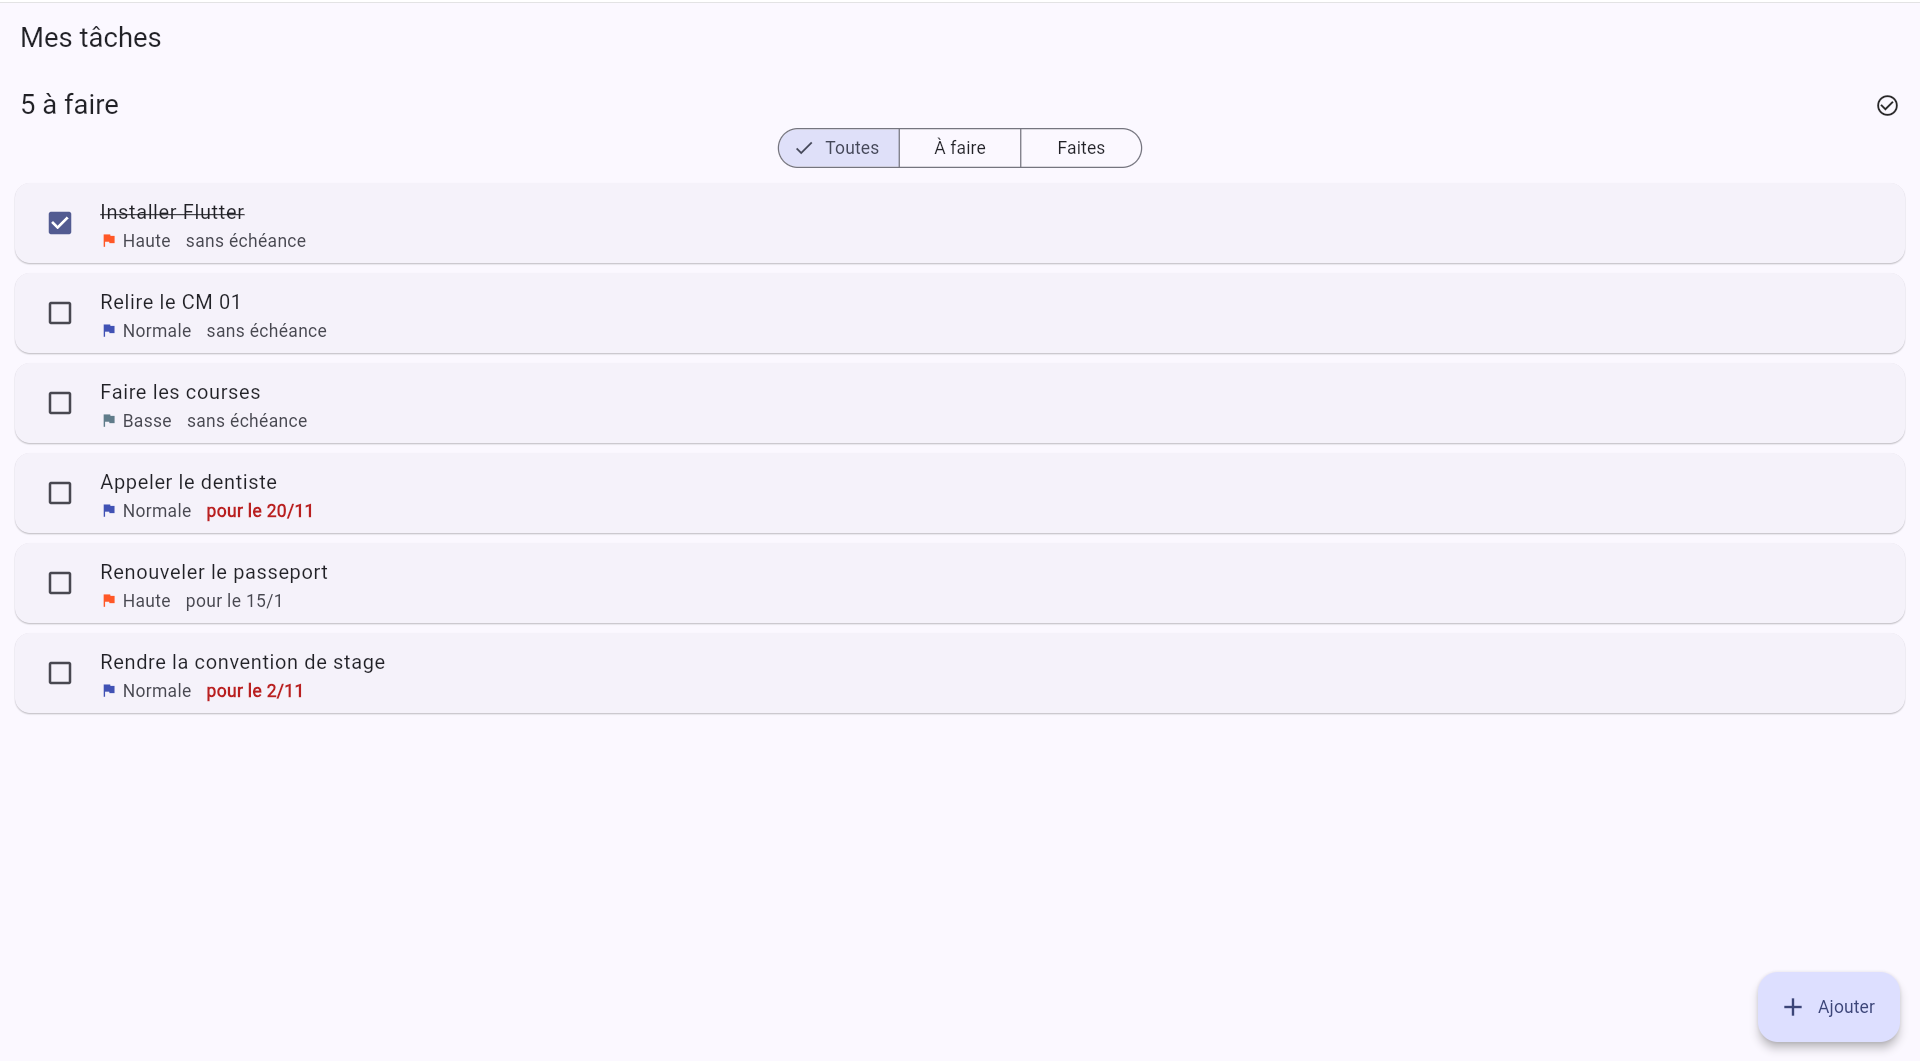 Mes tâches
5 à faire
Toutes À faire Faites
Installer Flutter
Haute sans échéance
Relire le CM 01
Normale sans échéance
Faire les courses
Basse sans échéance
Appeler le dentiste
Normale pour le 20/11
Renouveler le passeport
Haute pour le 15/1
Rendre la convention de stage
Normale pour le 2/11
Ajouter